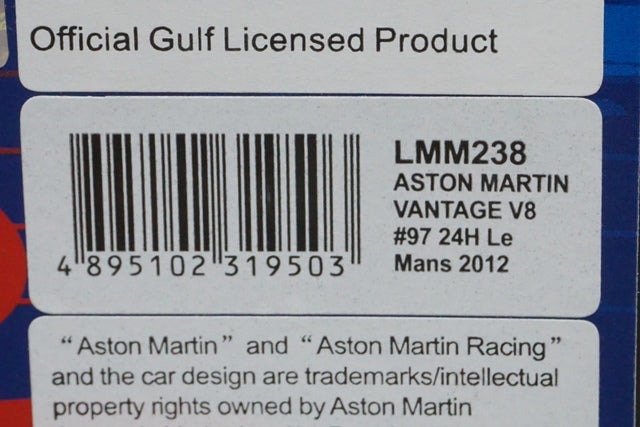 Official Gulf Licensed Product
LMM238
ASTON MARTIN
VANTAGE V8
#97 24H Le
Mans 2012
4 895102 319503
“Aston Martin” and “Aston Martin Racing”
and the car design are trademarks/intellectual
property rights owned by Aston Martin